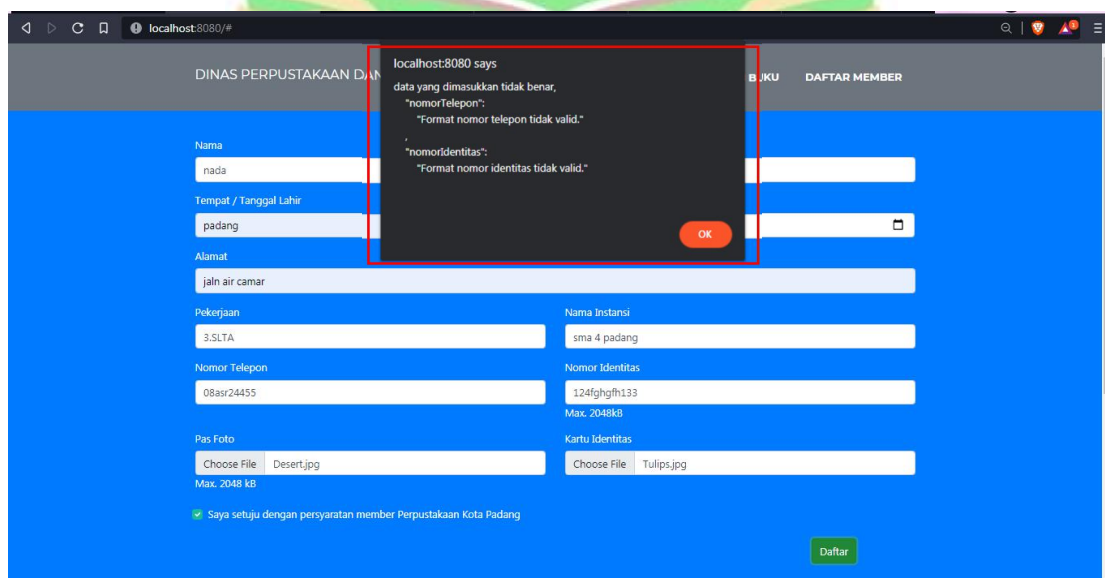 localhost:8080/#
DINAS PERPUSTAKAAN DAN
BUKU
DAFTAR MEMBER
localhost:8080 says
data yang dimasukkan tidak benar,
"nomorTelepon":
"Format nomor telepon tidak valid."
,
"nomorIdentitas":
"Format nomor identitas tidak valid."
OK
Nama
nada
Tempat / Tanggal Lahir
padang
Alamat
jaln air camar
Pekerjaan
Nama Instansi
3.SLTA
sma 4 padang
Nomor Telepon
Nomor Identitas
08asr24455
124fghgfh133
Max. 2048kB
Pas Foto
Kartu Identitas
Choose File Desert.jpg
Choose File Tulips.jpg
Max. 2048 kB
Saya setuju dengan persyaratan member Perpustakaan Kota Padang
Daftar